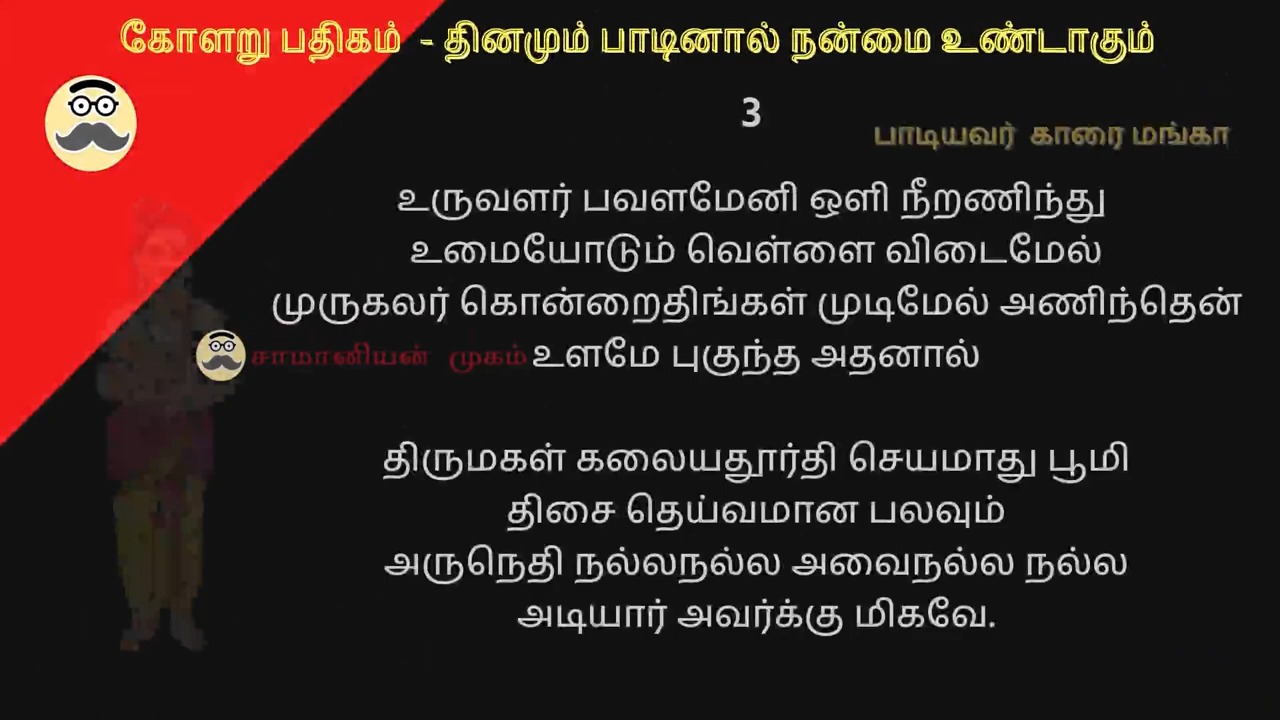 கோளறு பதிகம் - தினமும் பாடினால் நன்மை உண்டாகும்
3
பாடியவர் காரை மங்கா
உருவளர் பவளமேனி ஒளி நீறணிந்து
உமையோடும் வெள்ளை விடைமேல்
முருகலர் கொன்றைதிங்கள் முடிமேல் அணிந்தென்
சாமானியன் முகம்
உளமே புகுந்த அதனால்
திருமகள் கலையதூர்தி செயமாது பூமி
திசை தெய்வமான பலவும்
அருநெதி நல்லநல்ல அவைநல்ல நல்ல
அடியார் அவர்க்கு மிகவே.